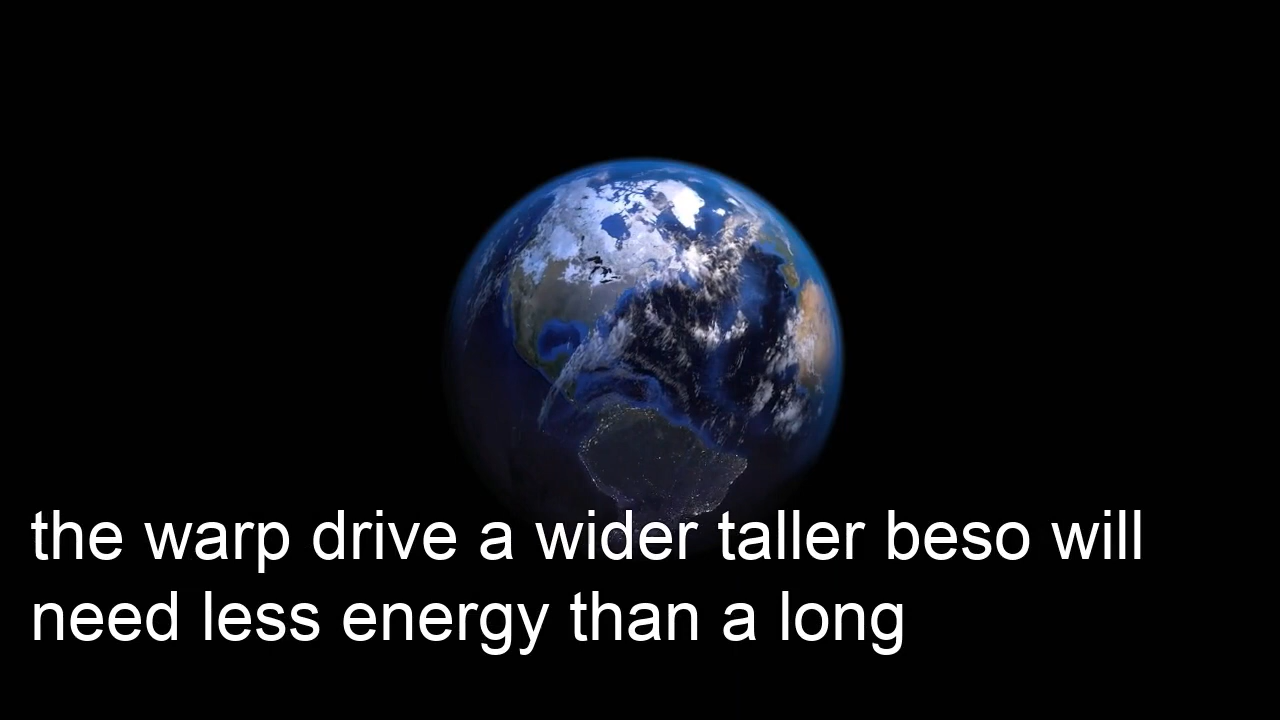 the warp drive a wider taller beso will
need less energy than a long